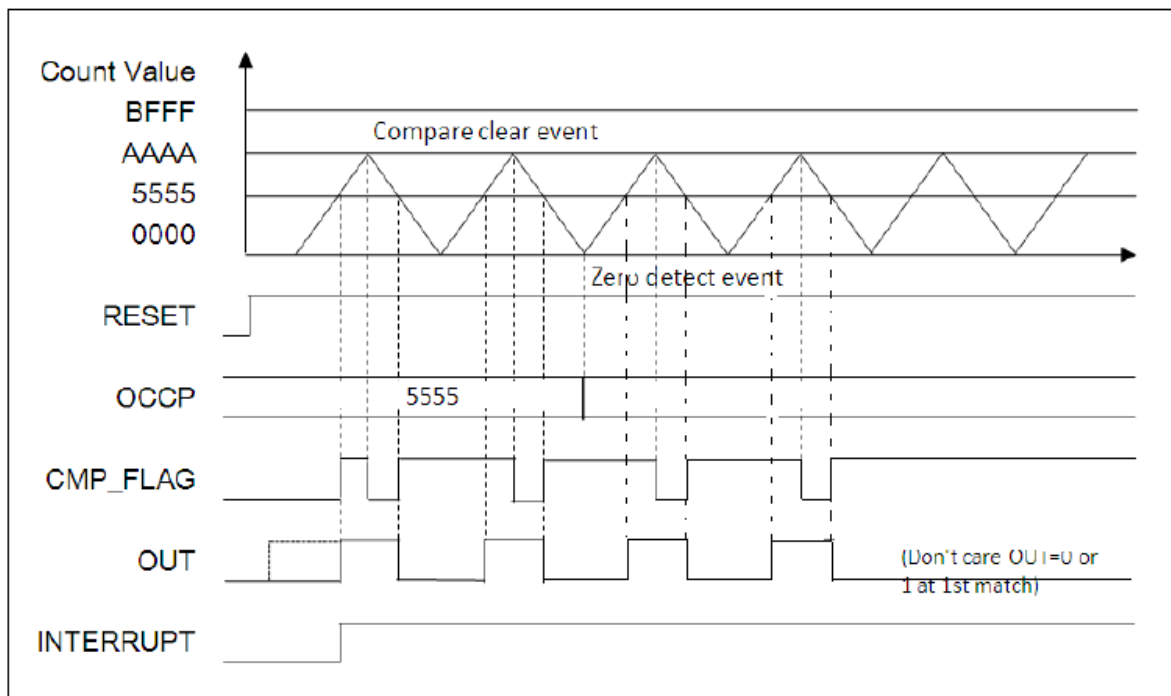 Count Value
BFFF
Compare clear event
AAAA
5555
0000
Zero detect event
RESET
OCCP
5555
CMP_FLAG
OUT
(Don't care OUT=0 or
1 at 1st match)
INTERRUPT